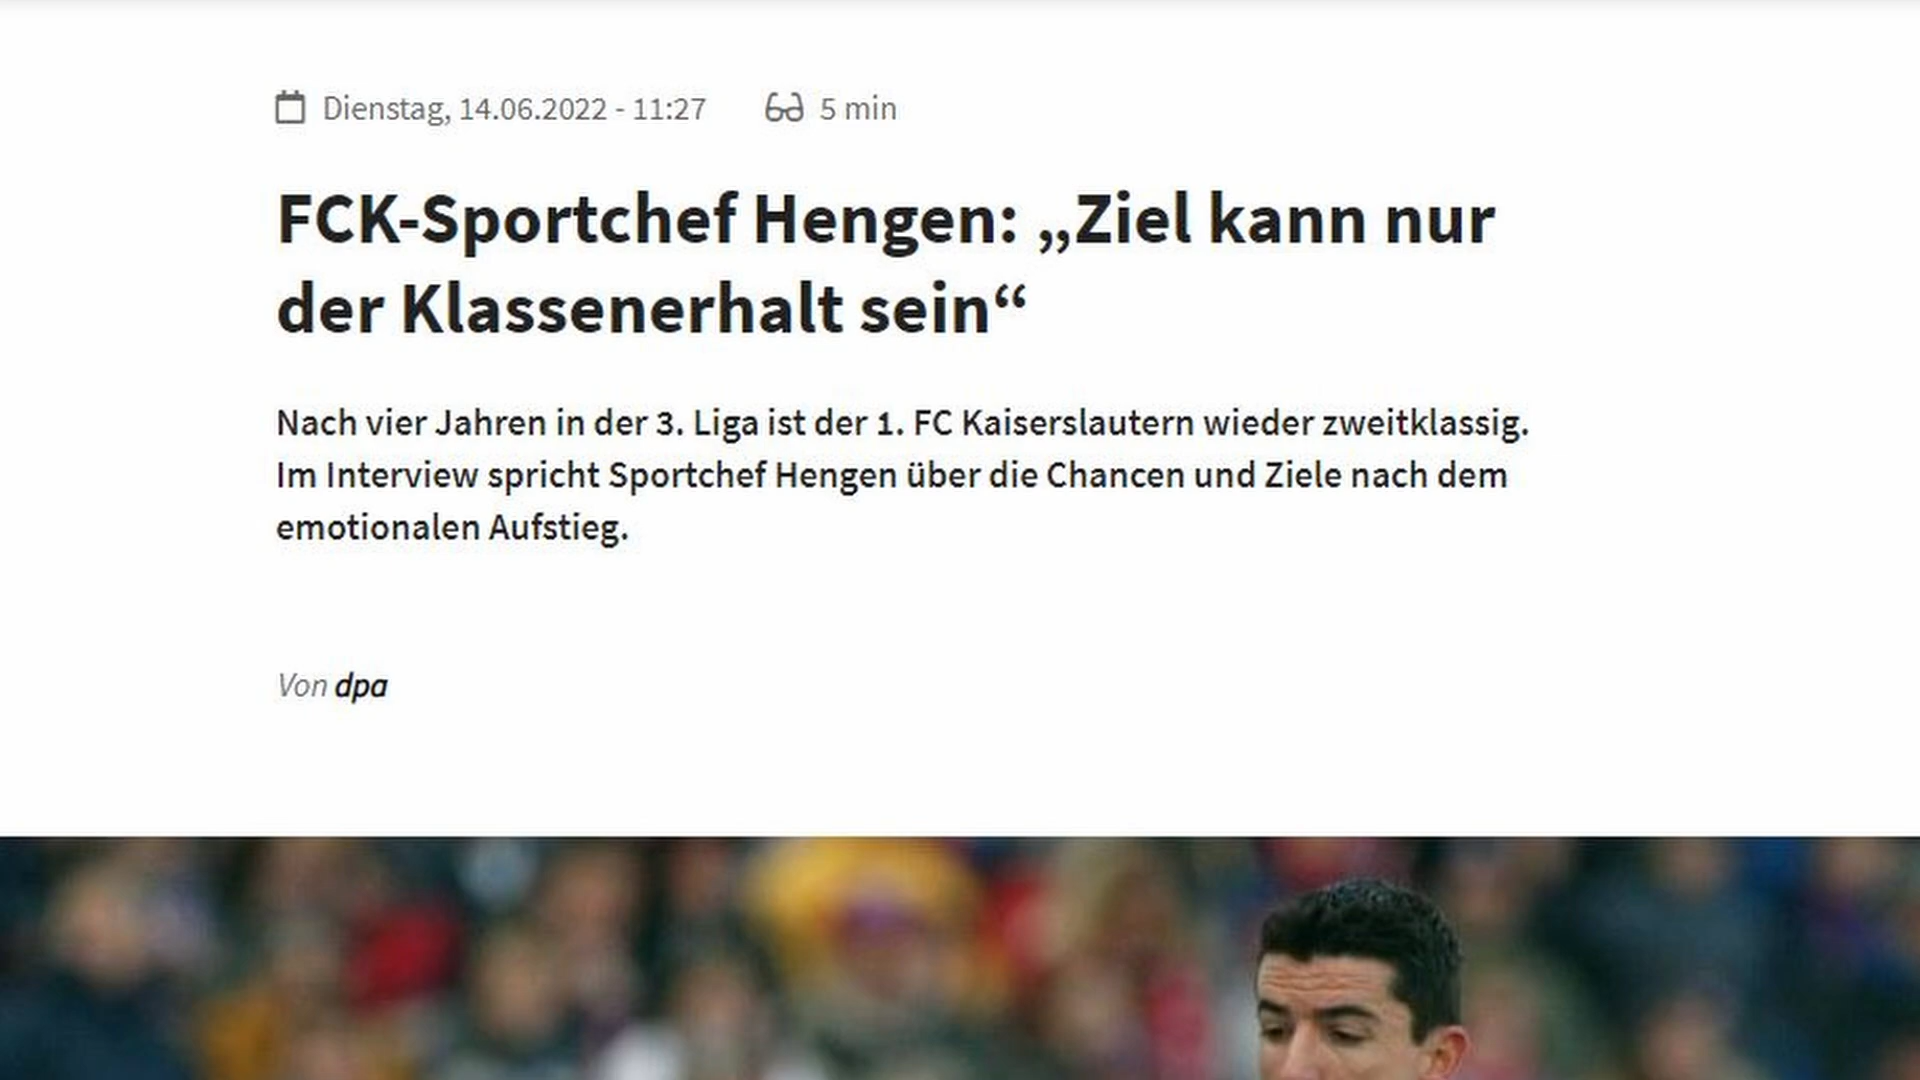 Dienstag, 14.06.2022 - 11:27 5 min
FCK-Sportchef Hengen: „Ziel kann nur
der Klassenerhalt sein“
Nach vier Jahren in der 3. Liga ist der 1. FC Kaiserslautern wieder zweitklassig.
Im Interview spricht Sportchef Hengen über die Chancen und Ziele nach dem
emotionalen Aufstieg.
Von dpa